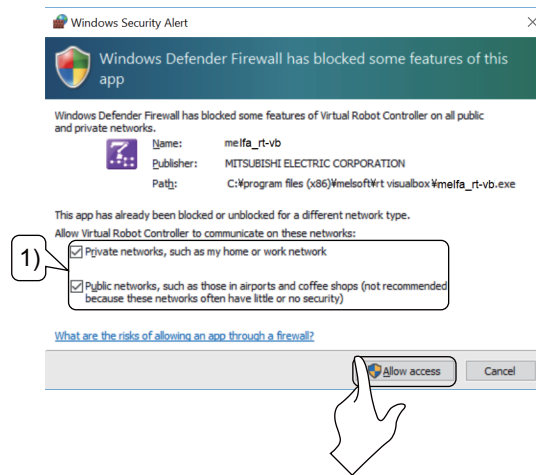 Windows Security Alert
Windows Defender Firewall has blocked some features of this
app
Windows Defender Firewall has blocked some features of Virtual Robot Controller on all public
and private networks.
Name: melfa_rt-vb
Publisher: MITSUBISHI ELECTRIC CORPORATION
Path: C:¥program files (x86)¥melsoft¥rt visualbox¥melfa_rt-vb.exe
This app has already been blocked or unblocked for a different network type.
Allow Virtual Robot Controller to communicate on these networks:
1)
Private networks, such as my home or work network
Public networks, such as those in airports and coffee shops (not recommended
because these networks often have little or no security)
What are the risks of allowing an app through a firewall?
Allow access Cancel